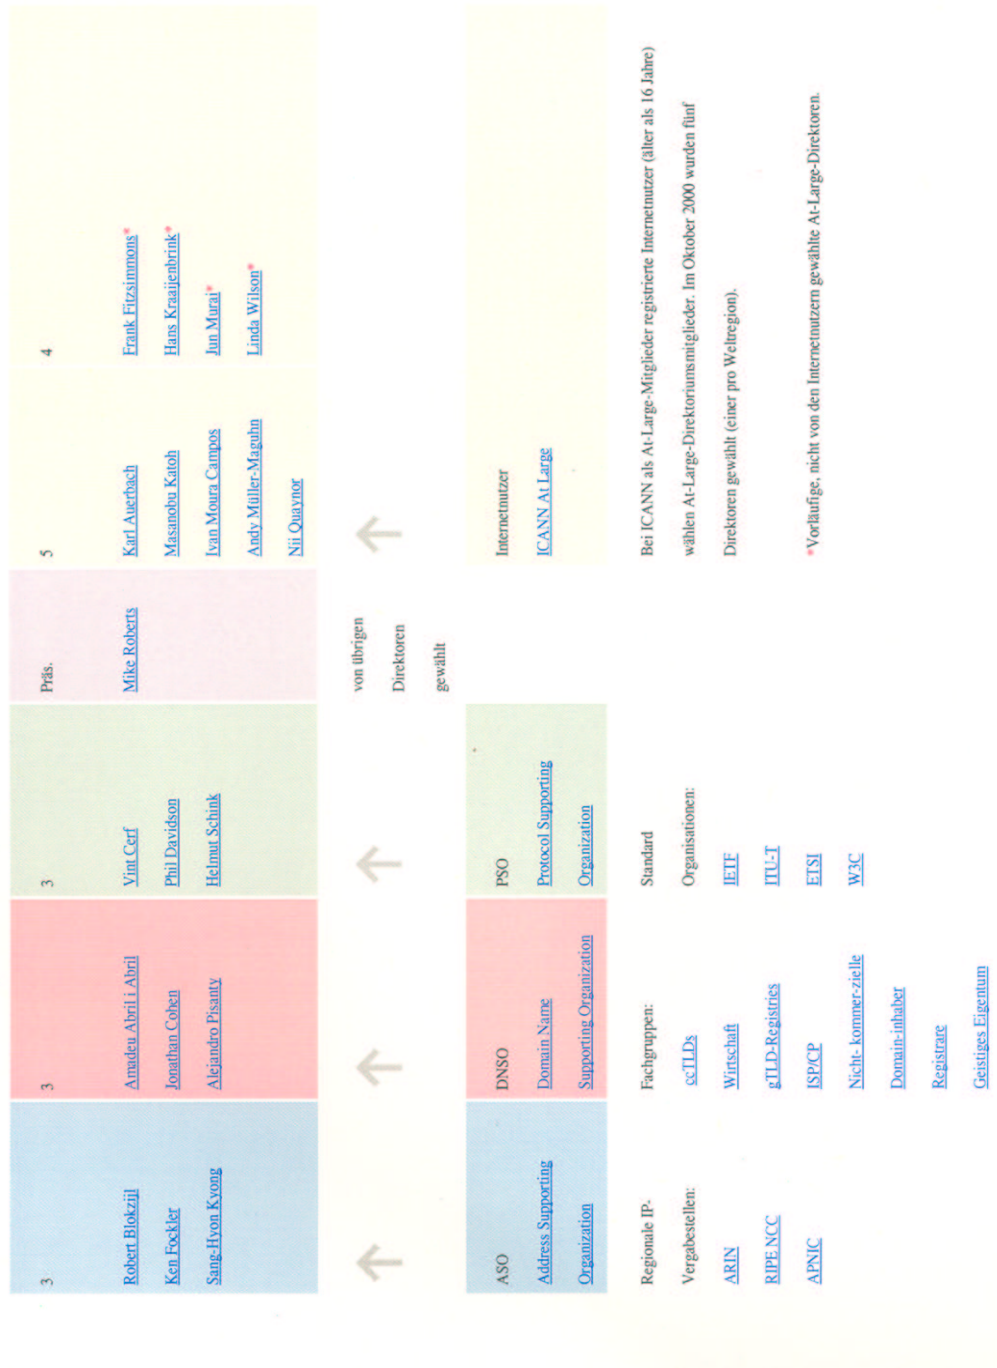 3
Robert Blokzijl
Ken Fockler
Sang-Hyon Kyong
3
Amadeu Abril i Abril
Jonathan Cohen
Alejandro Pisanty
3
Vint Cerf
Phil Davidson
Helmut Schink
Präs.
Mike Roberts
5
Karl Auerbach
Masanobu Katoh
Ivan Moura Campos
Andy Müller-Maguhn
Nii Quaynor
4
Frank Fitzsimmons*
Hans Kraaijenbrink*
Jun Murai*
Linda Wilson*
von übrigen
Direktoren
gewählt
ASO
Address Supporting
Organization
DNSO
Domain Name
Supporting Organization
PSO
Protocol Supporting
Organization
Internetnutzer
ICANN At Large
Regionale IP-
Vergabestellen:
ARIN
RIPE NCC
APNIC
Fachgruppen:
ccTLDs
Wirtschaft
gTLD-Registries
ISP/CP
Nicht- kommer-zielle
Domain-inhaber
Registrare
Geistiges Eigentum
Standard
Organisationen:
IETF
ITU-T
ETSI
W3C
Bei ICANN als At-Large-Mitglieder registrierte Internetnutzer (älter als 16 Jahre)
wählen At-Large-Direktoriumsmitglieder. Im Oktober 2000 wurden fünf
Direktoren gewählt (einer pro Weltregion).
*Vorläufige, nicht von den Internetnutzern gewählte At-Large-Direktoren.